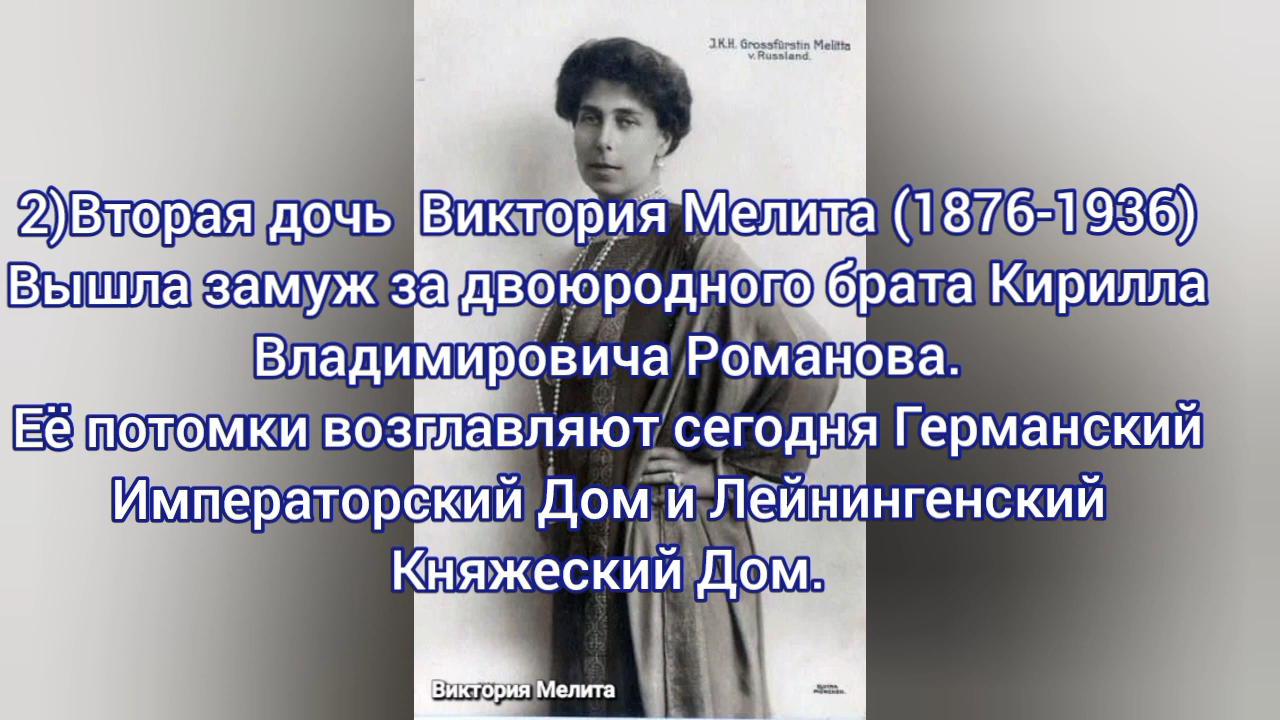 J.K.H. Grossfürstin Melitta
v. Russland.
2)Вторая дочь Виктория Мелита (1876-1936)
Вышла замуж за двоюродного брата Кирилла
Владимировича Романова.
Её потомки возглавляют сегодня Германский
Императорский Дом и Лейнингенский
Княжеский Дом.
Виктория Мелита